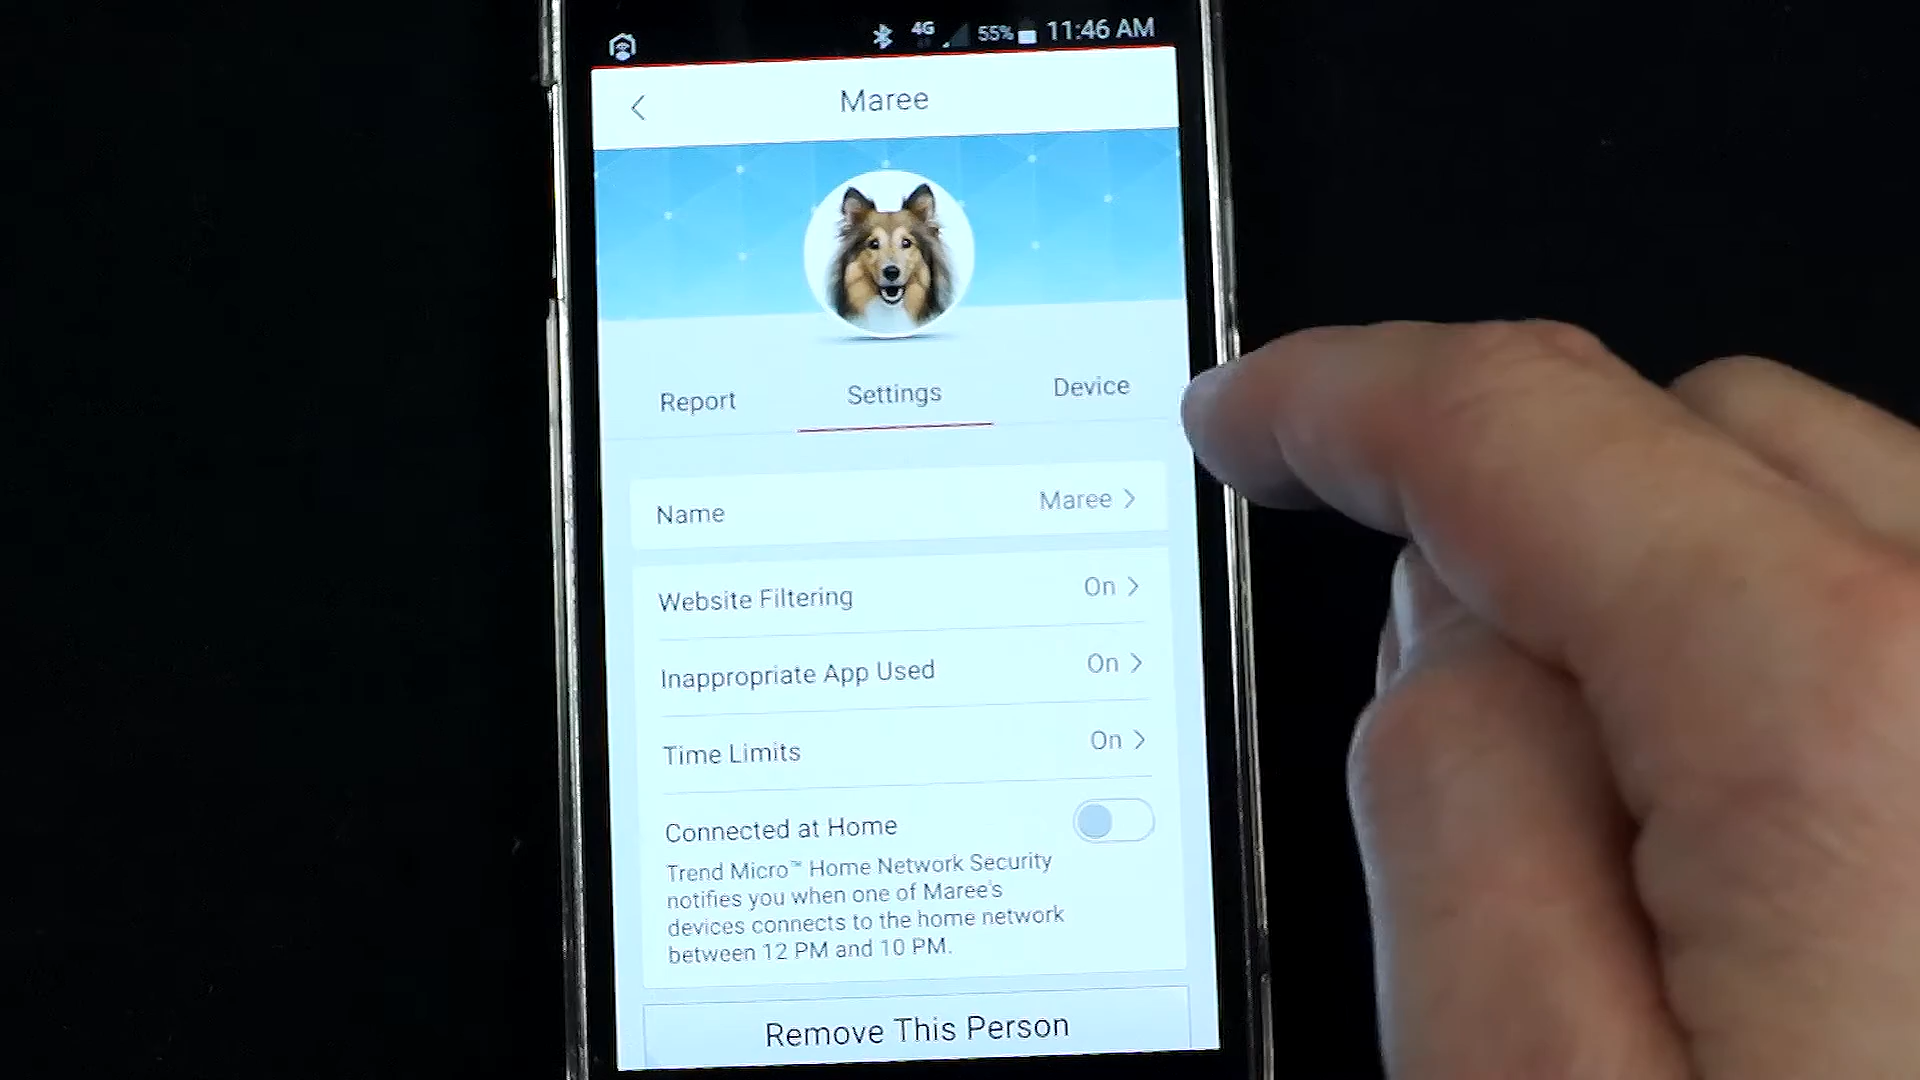 4G 55% 11:46 AM
Maree
Report Settings Device
Name Maree
Website Filtering On
Inappropriate App Used On
Time Limits On
Connected at Home
Trend Micro™ Home Network Security
notifies you when one of Maree's
devices connects to the home network
between 12 PM and 10 PM.
Remove This Person